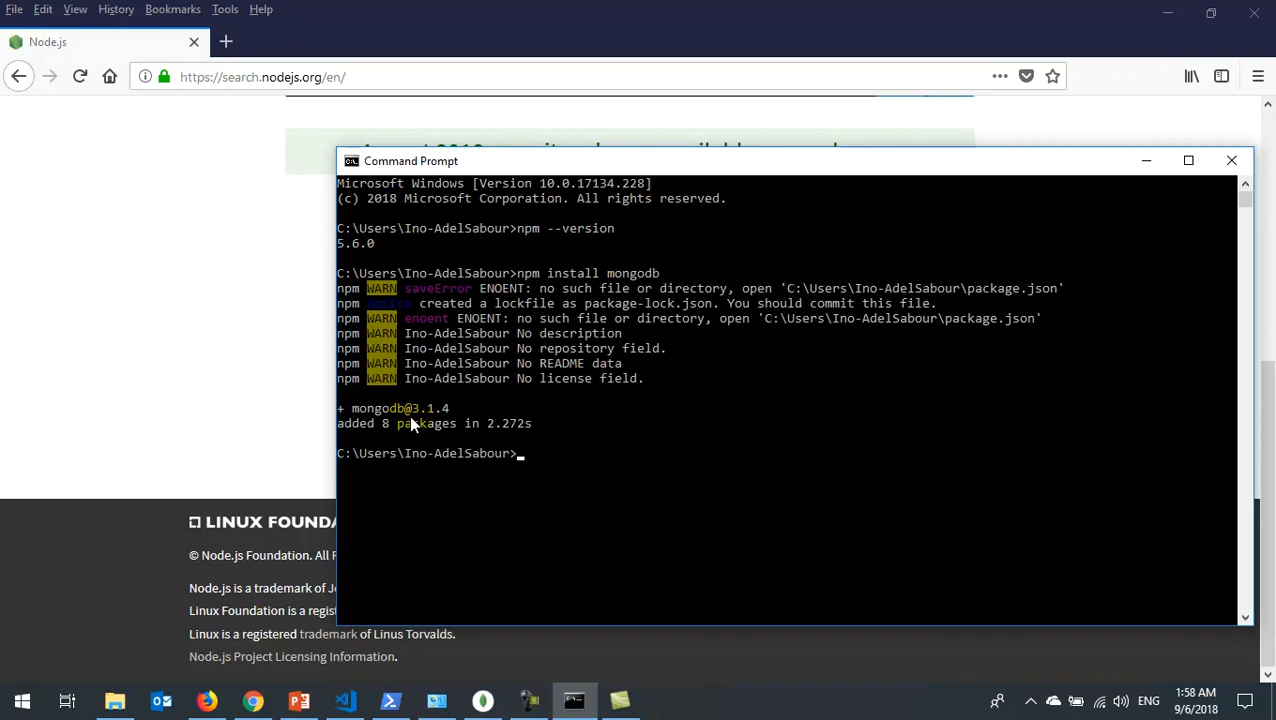 File Edit View History Bookmarks Tools Help
Node.js
https://search.nodejs.org/en/
Command Prompt
Microsoft Windows [Version 10.0.17134.228]
(c) 2018 Microsoft Corporation. All rights reserved.
C:\Users\Ino-AdelSabour>npm --version
5.6.0
C:\Users\Ino-AdelSabour>npm install mongodb
npm WARN saveError ENOENT: no such file or directory, open 'C:\Users\Ino-AdelSabour\package.json'
npm notice created a lockfile as package-lock.json. You should commit this file.
npm WARN enoent ENOENT: no such file or directory, open 'C:\Users\Ino-AdelSabour\package.json'
npm WARN Ino-AdelSabour No description
npm WARN Ino-AdelSabour No repository field.
npm WARN Ino-AdelSabour No README data
npm WARN Ino-AdelSabour No license field.
+ mongodb@3.1.4
added 8 packages in 2.272s
C:\Users\Ino-AdelSabour>
LINUX FOUNDA
© Node.js Foundation. All
Node.js is a trademark of
Linux Foundation is a
Linux is a registered trademark of Linus Torvalds.
Node.js Project Licensing Information.
ENG
1:58 AM
9/6/2018